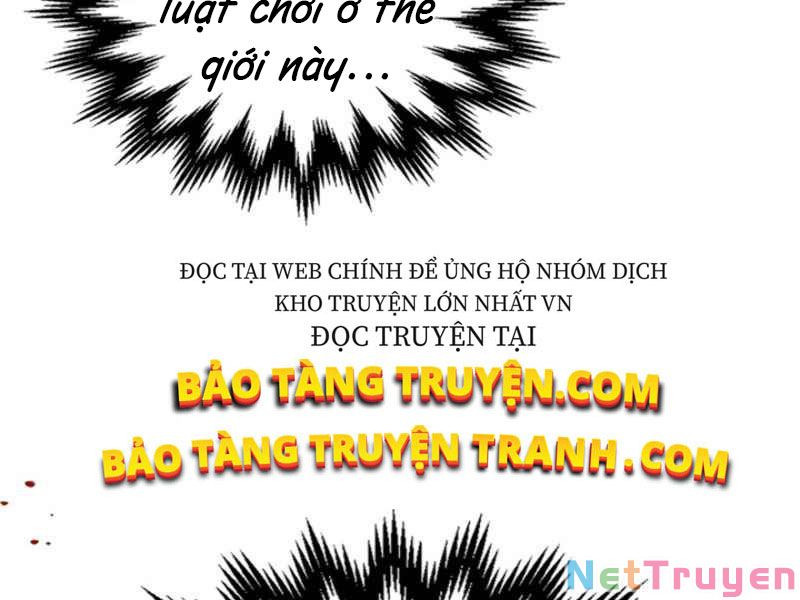 luật chơi ở thế
giới này...
ĐỌC TẠI WEB CHÍNH ĐỂ ỦNG HỘ NHÓM DỊCH
KHO TRUYỆN LỚN NHẤT VN
ĐỌC TRUYỆN TẠI
BẢO TÀNG TRUYỆN.COM
BẢO TÀNG TRUYỆN TRANH.COM
NetTruyen